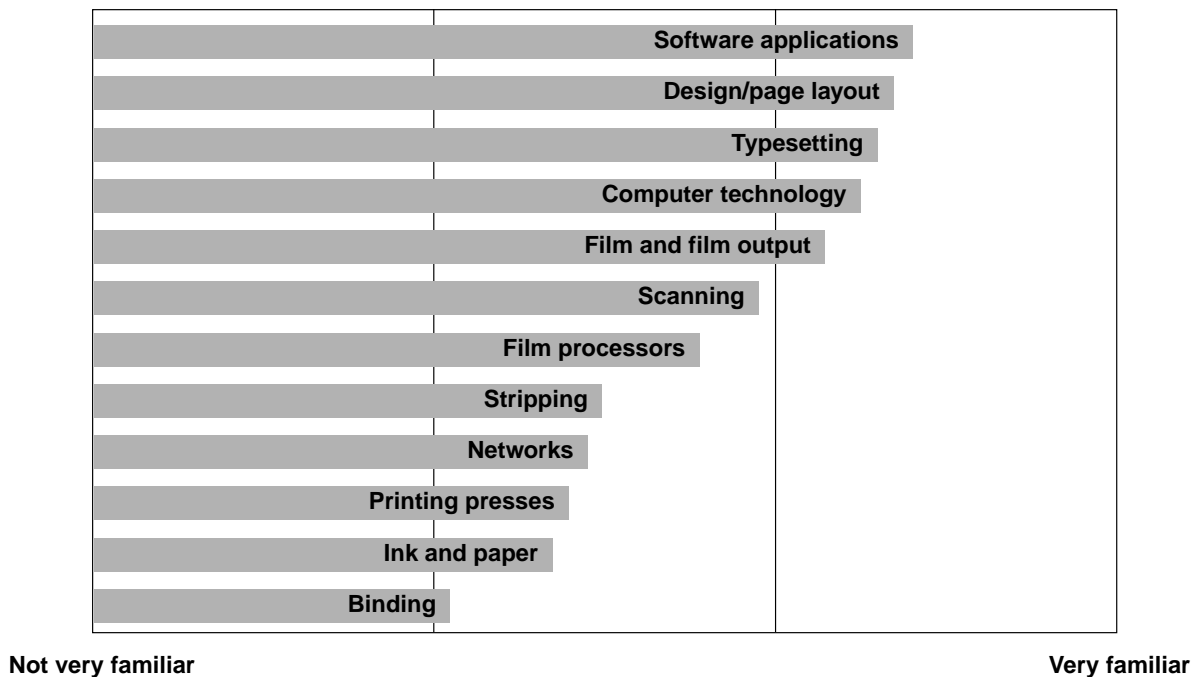 Software applications
Design/page layout
Typesetting
Computer technology
Film and film output
Scanning
Film processors
Stripping
Networks
Printing presses
Ink and paper
Binding
Not very familiar
Very familiar